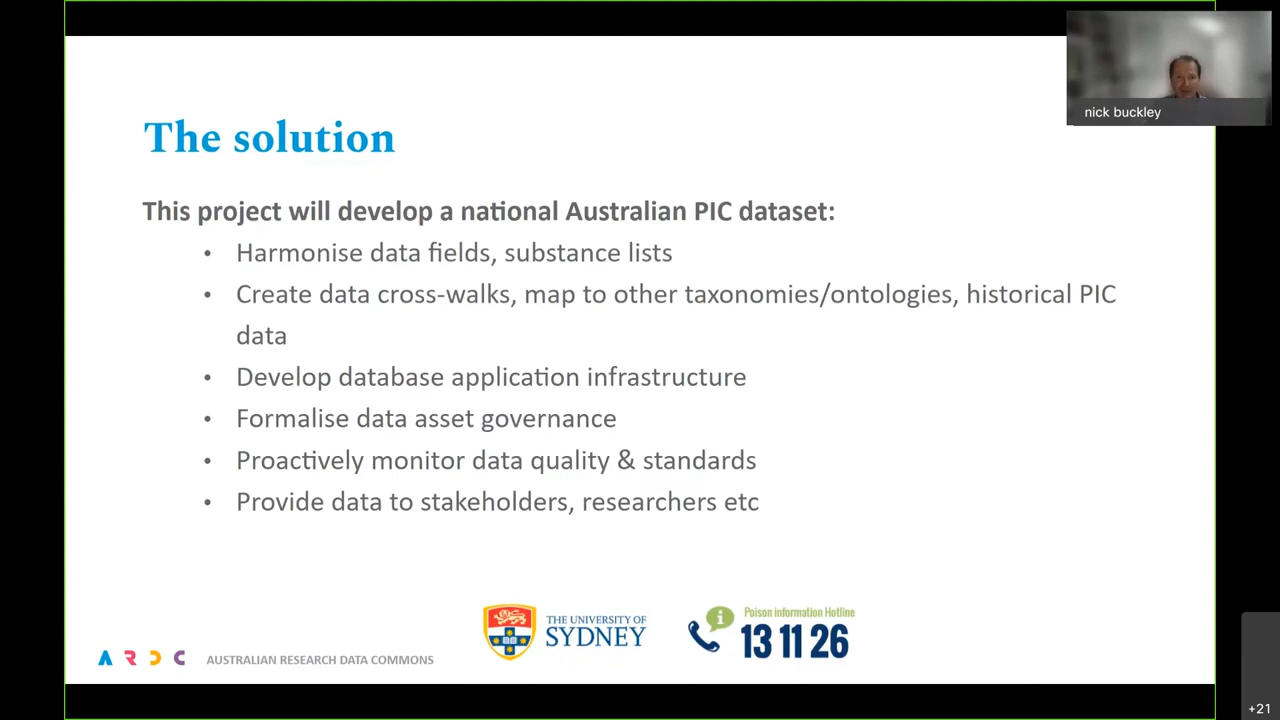 nick buckley
The solution
This project will develop a national Australian PIC dataset:
• Harmonise data fields, substance lists
• Create data cross-walks, map to other taxonomies/ontologies, historical PIC
data
• Develop database application infrastructure
• Formalise data asset governance
• Proactively monitor data quality & standards
• Provide data to stakeholders, researchers etc
A R D C AUSTRALIAN RESEARCH DATA COMMONS
THE UNIVERSITY OF
SYDNEY
i
Poison information Hotline
13 11 26
+21